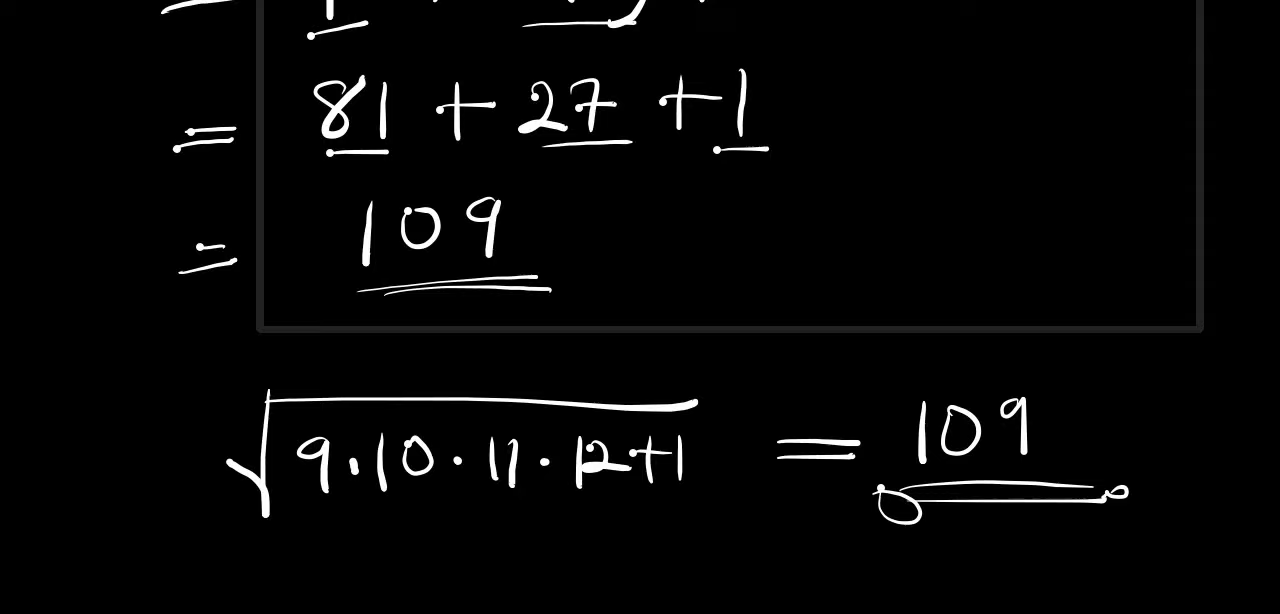 = 81 + 27 + 1
= 109
√9·10·11·12+1 = 109